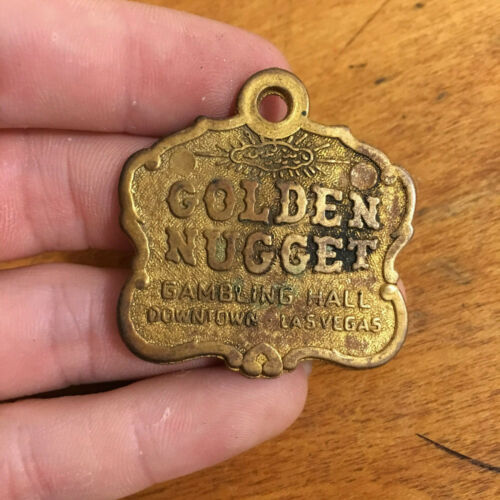 GOLDEN
NUGGET
GAMBLING HALL
DOWNTOWN LAS VEGAS